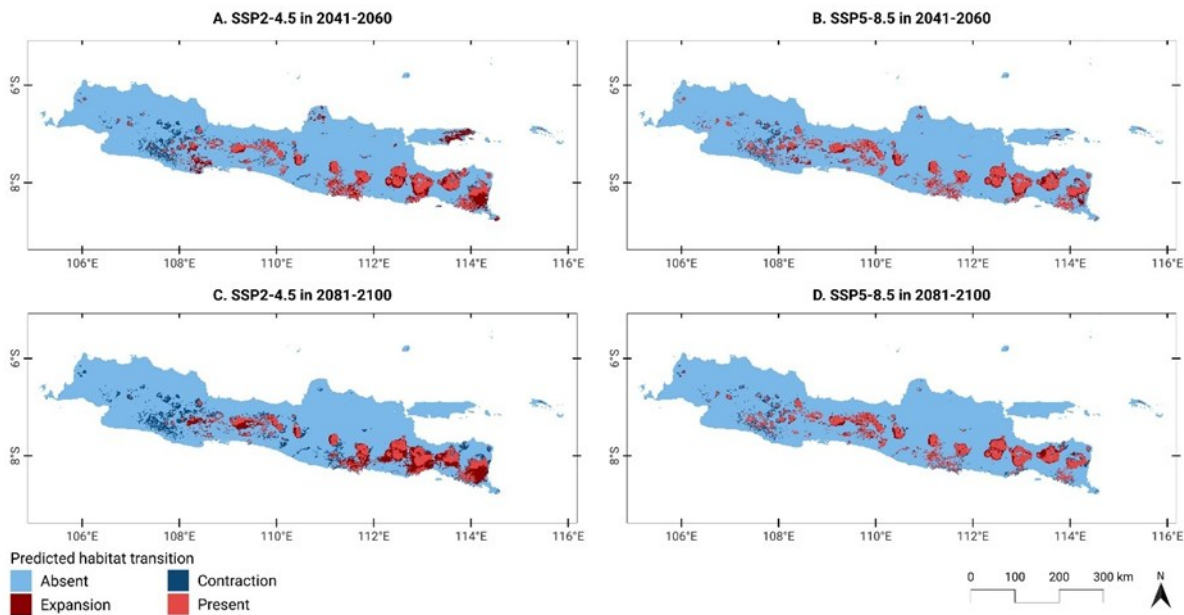 A. SSP2-4.5 in 2041-2060
B. SSP5-8.5 in 2041-2060
6°S
8°S
106°E 108°E 110°E 112°E 114°E 116°E
6°S
8°S
106°E 108°E 110°E 112°E 114°E 116°E
C. SSP2-4.5 in 2081-2100
D. SSP5-8.5 in 2081-2100
6°S
8°S
106°E 108°E 110°E 112°E 114°E 116°E
6°S
8°S
106°E 108°E 110°E 112°E 114°E 116°E
Predicted habitat transition
Absent
Contraction
Expansion
Present
0 100 200 300 km
N